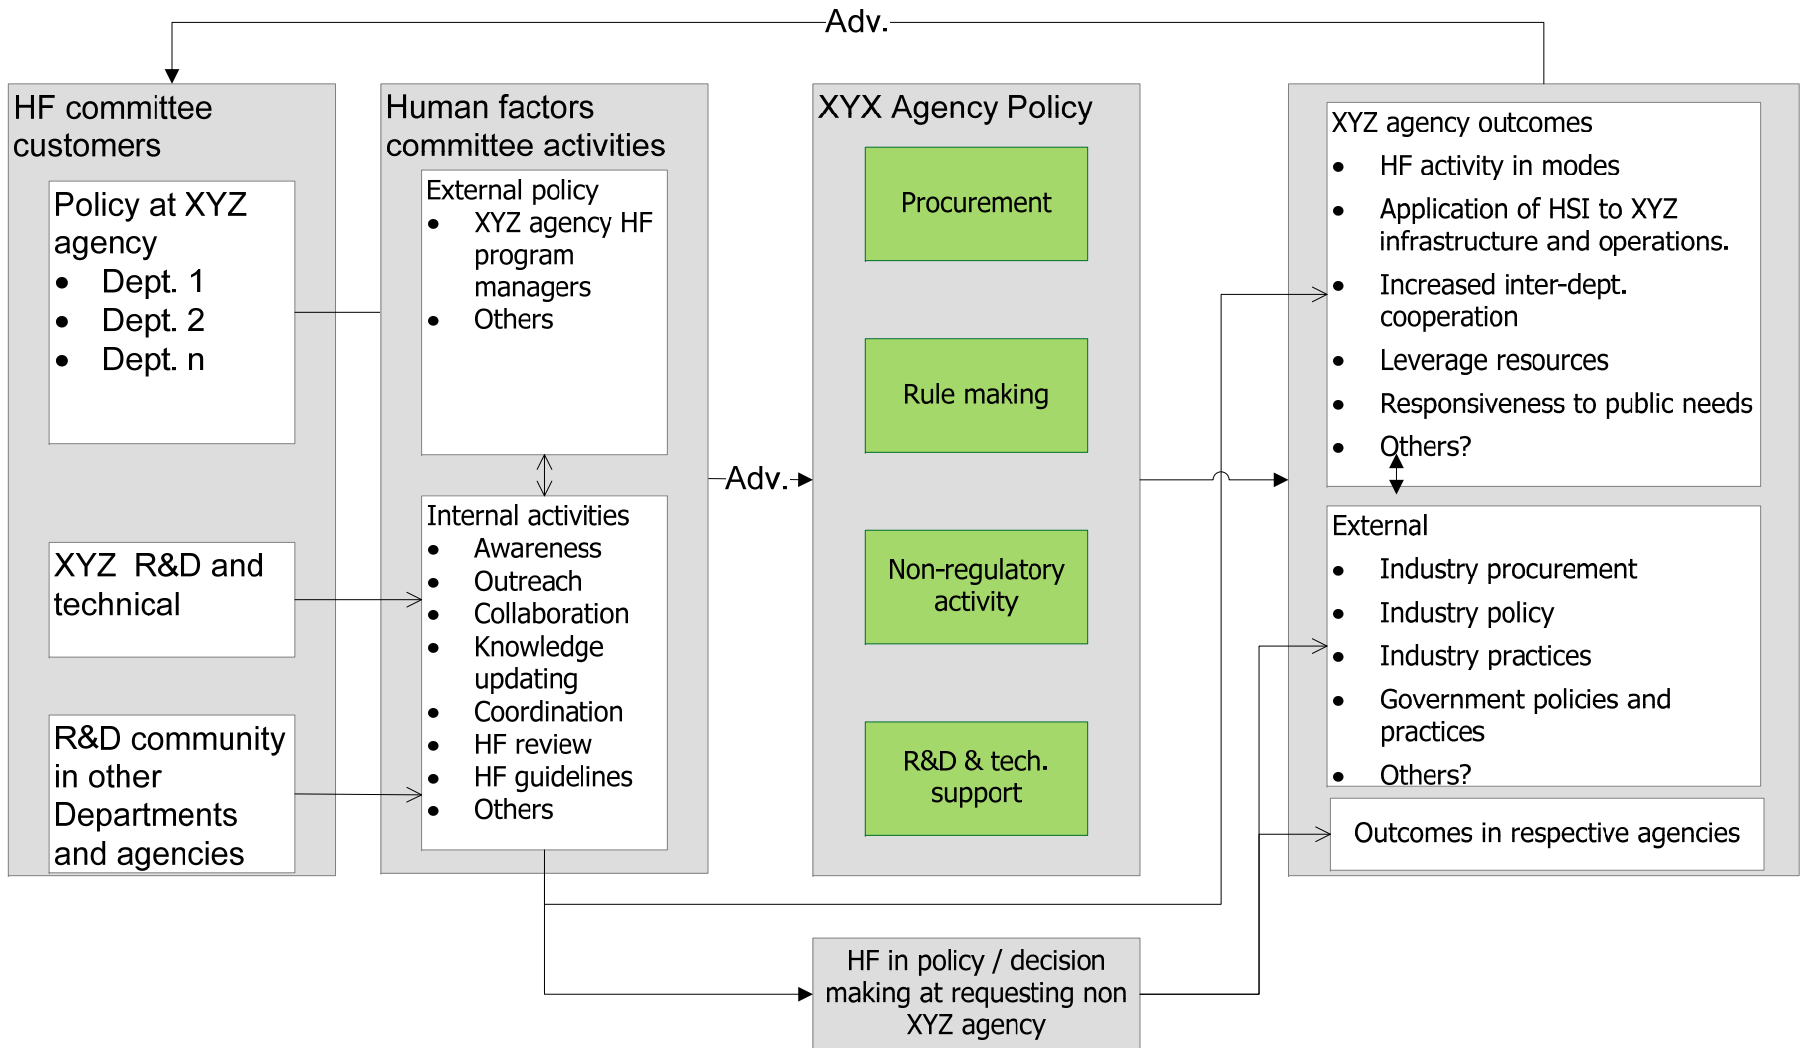 Adv.
HF committee
customers
Policy at XYZ
agency
• Dept. 1
• Dept. 2
• Dept. n
XYZ R&D and
technical
R&D community
in other
Departments
and agencies
Human factors
committee activities
External policy
• XYZ agency HF
program
managers
• Others
Internal activities
• Awareness
• Outreach
• Collaboration
• Knowledge
updating
• Coordination
• HF review
• HF guidelines
• Others
Adv.
XYX Agency Policy
Procurement
Rule making
Non-regulatory
activity
R&D & tech.
support
HF in policy / decision
making at requesting non
XYZ agency
XYZ agency outcomes
• HF activity in modes
• Application of HSI to XYZ
infrastructure and operations.
• Increased inter-dept.
cooperation
• Leverage resources
• Responsiveness to public needs
• Others?
External
• Industry procurement
• Industry policy
• Industry practices
• Government policies and
practices
• Others?
Outcomes in respective agencies